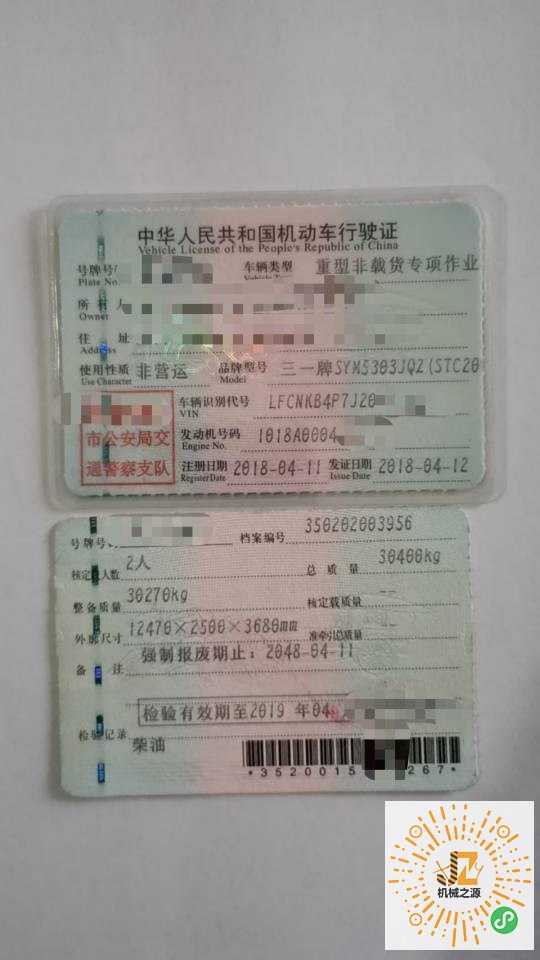 中华人民共和国机动车行驶证
Vehicle License of the People's Republic of China
号牌号 车辆类型 重型非载货专项作业
Plate No. Vehicle
所 人
Owner
住 址
Address
使用性质 非营运 品牌型号 三一牌SYM5303JQZ(STC20
Use Character Model
车辆识别代号 LFCNKB4P7J20
VIN
市公安局交
通警察支队
发动机号码 1018A0004
Engine No.
注册日期 2018-04-11 发证日期 2018-04-12
Register Date Issue Date
号牌号 档案编号 350202003956
核定载人数 2人 总 质 量 30400kg
整备质量 30270kg 核定载质量 --
外廓尺寸 12470×2500×3680mm 准牵引总质量 --
备 注 强制报废期止：2048-04-11
检验有效期至2019 年04
检验记录 柴油
*3520015 267*
JZ
机械之源